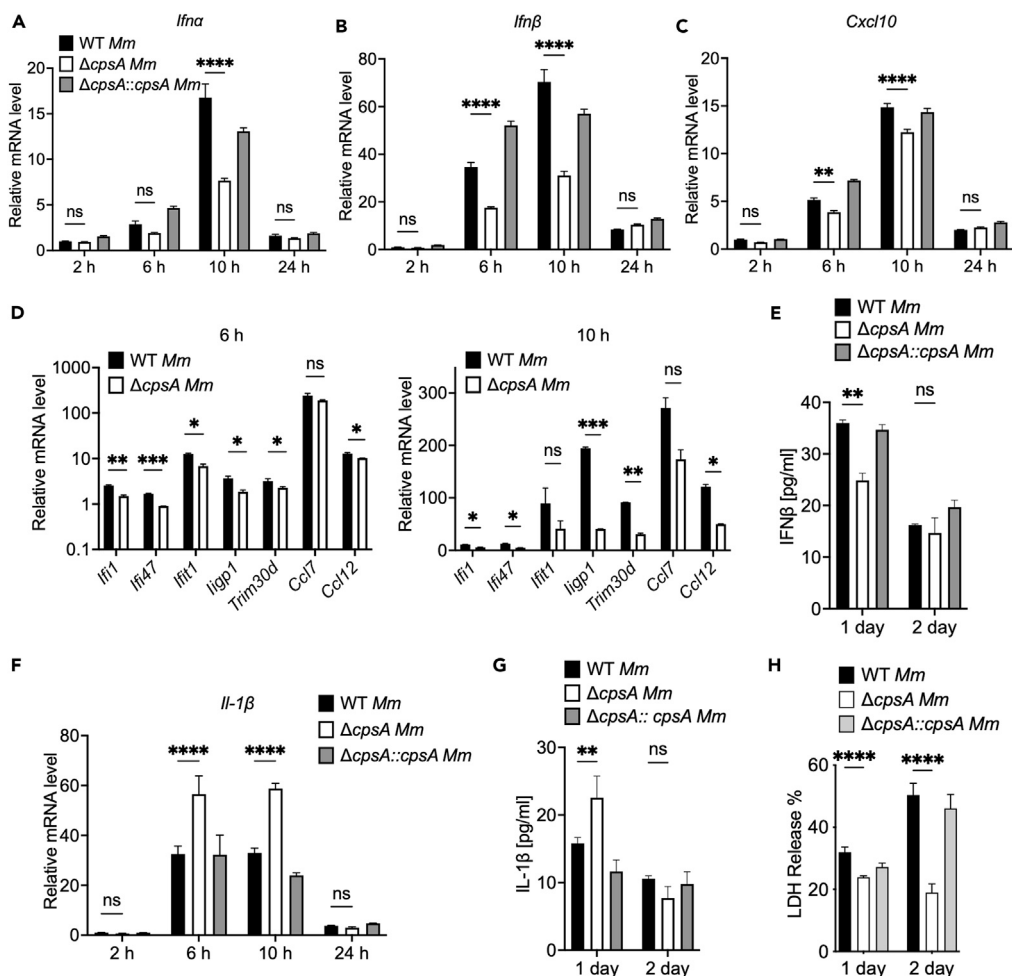 A
Ifnα
WT Mm
ΔcpsA Mm
ΔcpsA::cpsA Mm
Relative mRNA level
20
15
10
5
0
ns
ns
****
ns
2 h 6 h 10 h 24 h
B
Ifnβ
Relative mRNA level
80
60
40
20
0
ns
****
****
ns
2 h 6 h 10 h 24 h
C
Cxcl10
Relative mRNA level
20
15
10
5
0
ns
**
****
ns
2 h 6 h 10 h 24 h
D
6 h
WT Mm
ΔcpsA Mm
Relative mRNA level
1000
100
10
1
0.1
** *** * * * ns *
Ifi1 Ifi47 Ifit1 Iigp1 Trim30d Ccl7 Ccl12
10 h
WT Mm
ΔcpsA Mm
Relative mRNA level
300
200
100
0
* * ns *** ** ns *
Ifi1 Ifi47 Ifit1 Iigp1 Trim30d Ccl7 Ccl12
E
WT Mm
ΔcpsA Mm
ΔcpsA::cpsA Mm
IFNβ [pg/ml]
60
40
20
0
** ns
1 day 2 day
F
Il-1β
WT Mm
ΔcpsA Mm
ΔcpsA::cpsA Mm
Relative mRNA level
80
60
40
20
0
ns **** **** ns
2 h 6 h 10 h 24 h
G
WT Mm
ΔcpsA Mm
ΔcpsA:: cpsA Mm
IL-1β [pg/ml]
30
20
10
0
** ns
1 day 2 day
H
WT Mm
ΔcpsA Mm
ΔcpsA::cpsA Mm
LDH Release %
60
40
20
0
**** ****
1 day 2 day